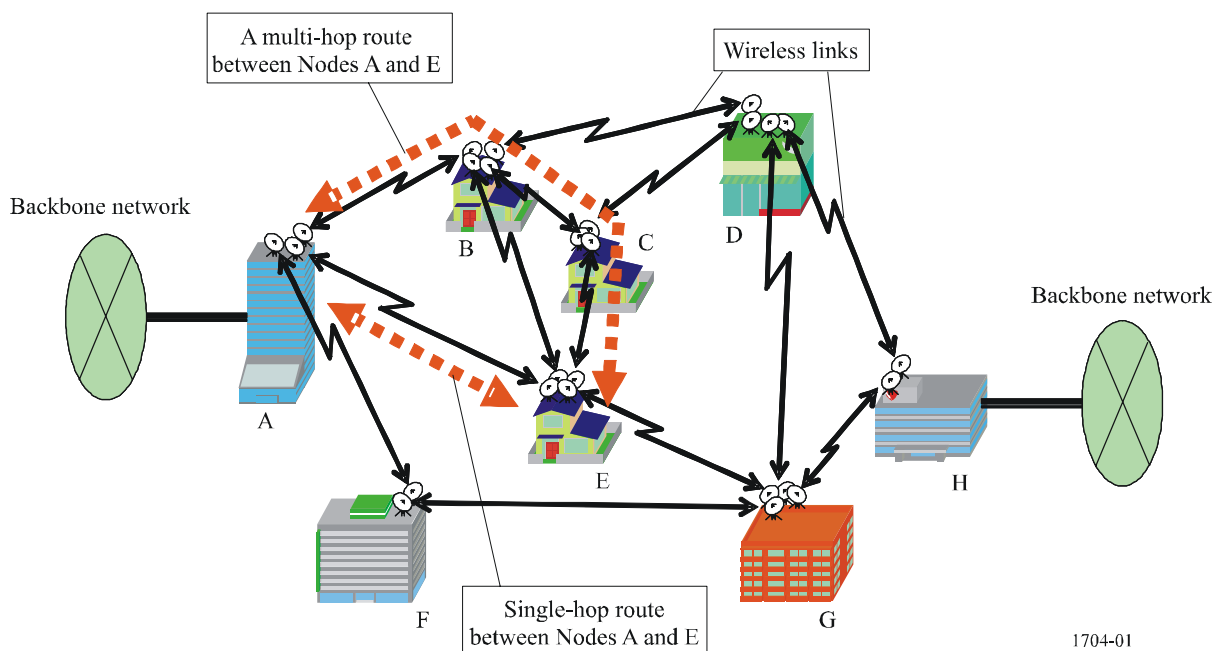 A multi-hop route
between Nodes A and E
Wireless links
Backbone network
B
C
D
Backbone network
A
E
H
F
G
Single-hop route
between Nodes A and E
1704-01